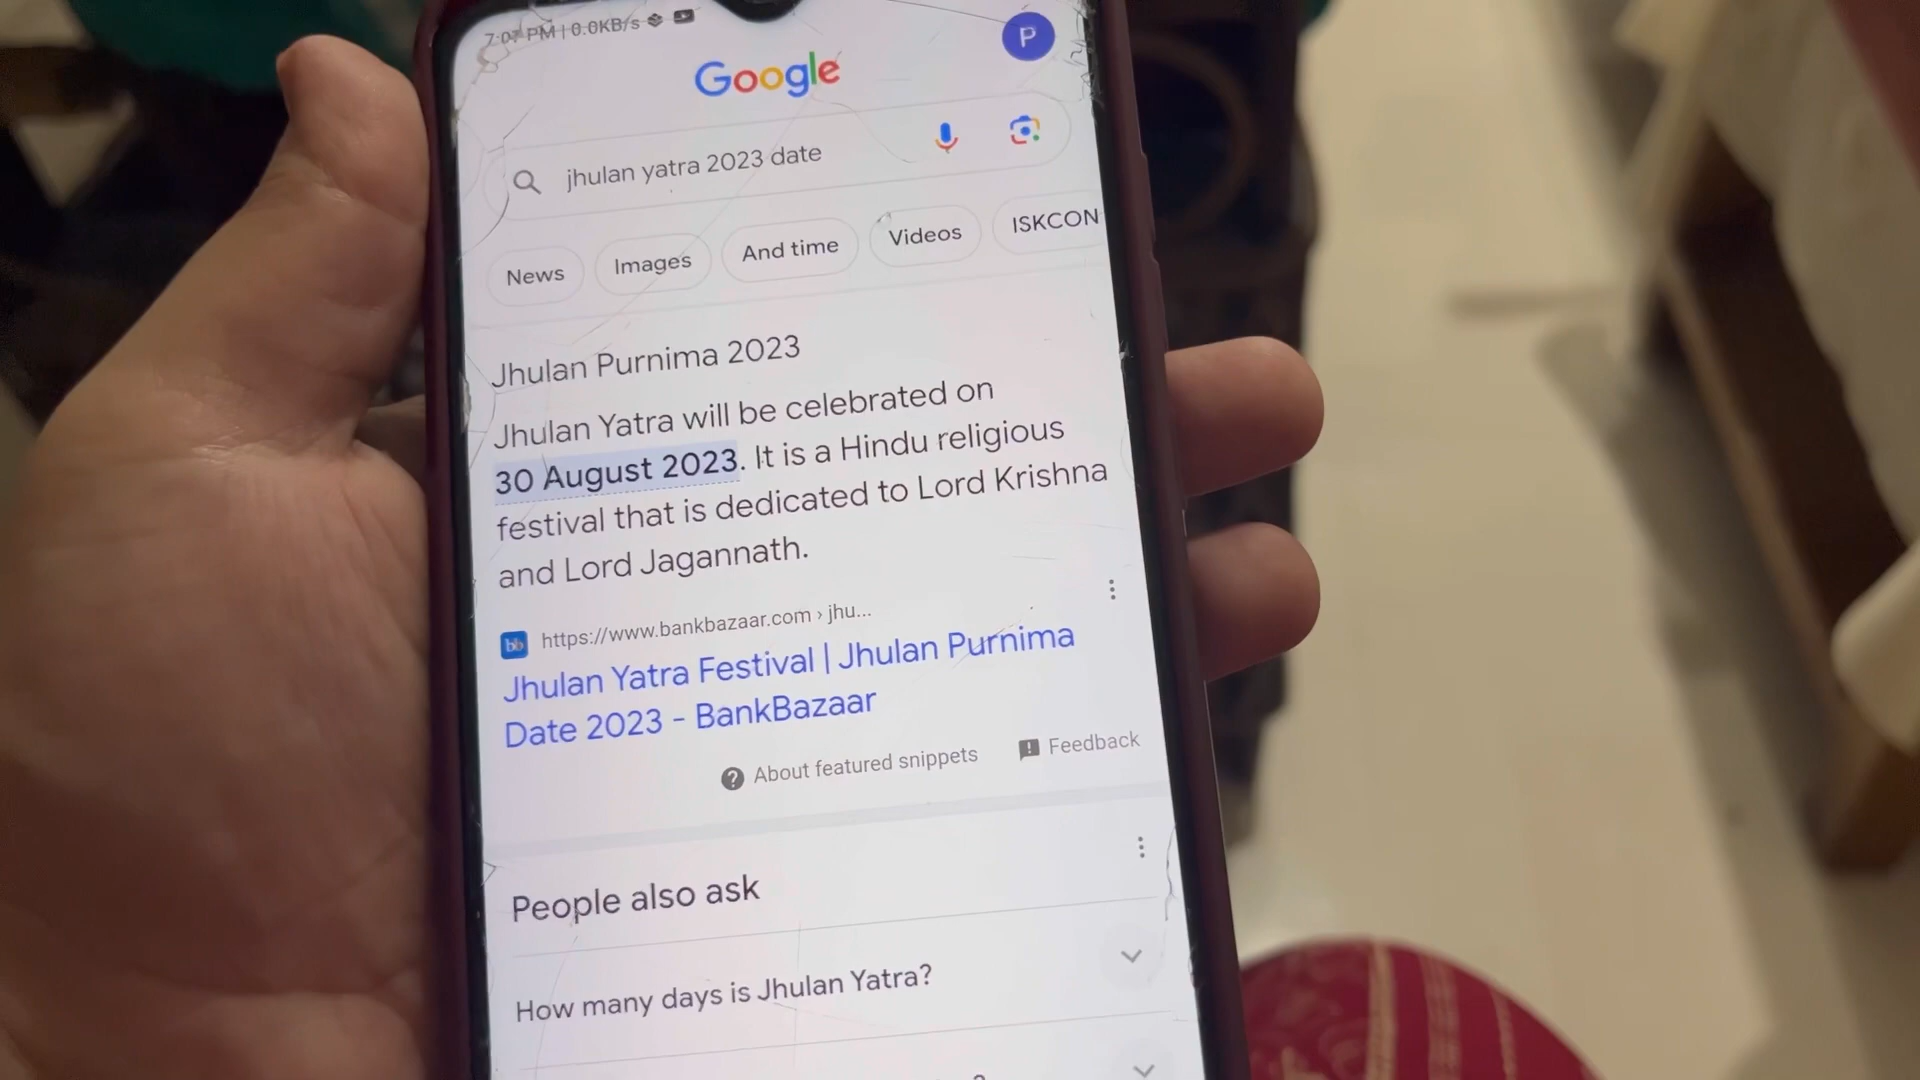 7:07 PM | 0.0KB/s
P
Google
jhulan yatra 2023 date
News Images And time Videos ISKCON
Jhulan Purnima 2023
Jhulan Yatra will be celebrated on
30 August 2023. It is a Hindu religious
festival that is dedicated to Lord Krishna
and Lord Jagannath.
bb https://www.bankbazaar.com › jhu...
Jhulan Yatra Festival | Jhulan Purnima
Date 2023 - BankBazaar
About featured snippets Feedback
People also ask
How many days is Jhulan Yatra?